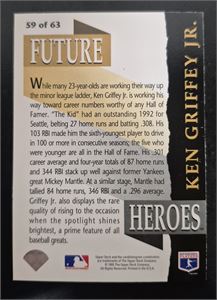 59 of 63
FUTURE
While many 23-year-olds are working their way up
the minor league ladder, Ken Griffey Jr. is working his
way toward career numbers worthy of any Hall of
Famer. "The Kid" had an outstanding 1992 for
Seattle, belting 27 home runs and batting .308. His
103 RBI made him the sixth-youngest player to drive
in 100 or more in consecutive seasons; the five who
were younger are all in the Hall of Fame. His .301
career average and four-year totals of 87 home runs
and 344 RBI stack up well against former Yankees
great Mickey Mantle. At a similar stage, Mantle had
tallied 84 home runs, 346 RBI and a .296 average.
Griffey Jr. also displays the rare
quality of rising to the occasion
when the spotlight shines
brightest, a prime feature of all
baseball greats.
HEROES
KEN GRIFFEY JR.